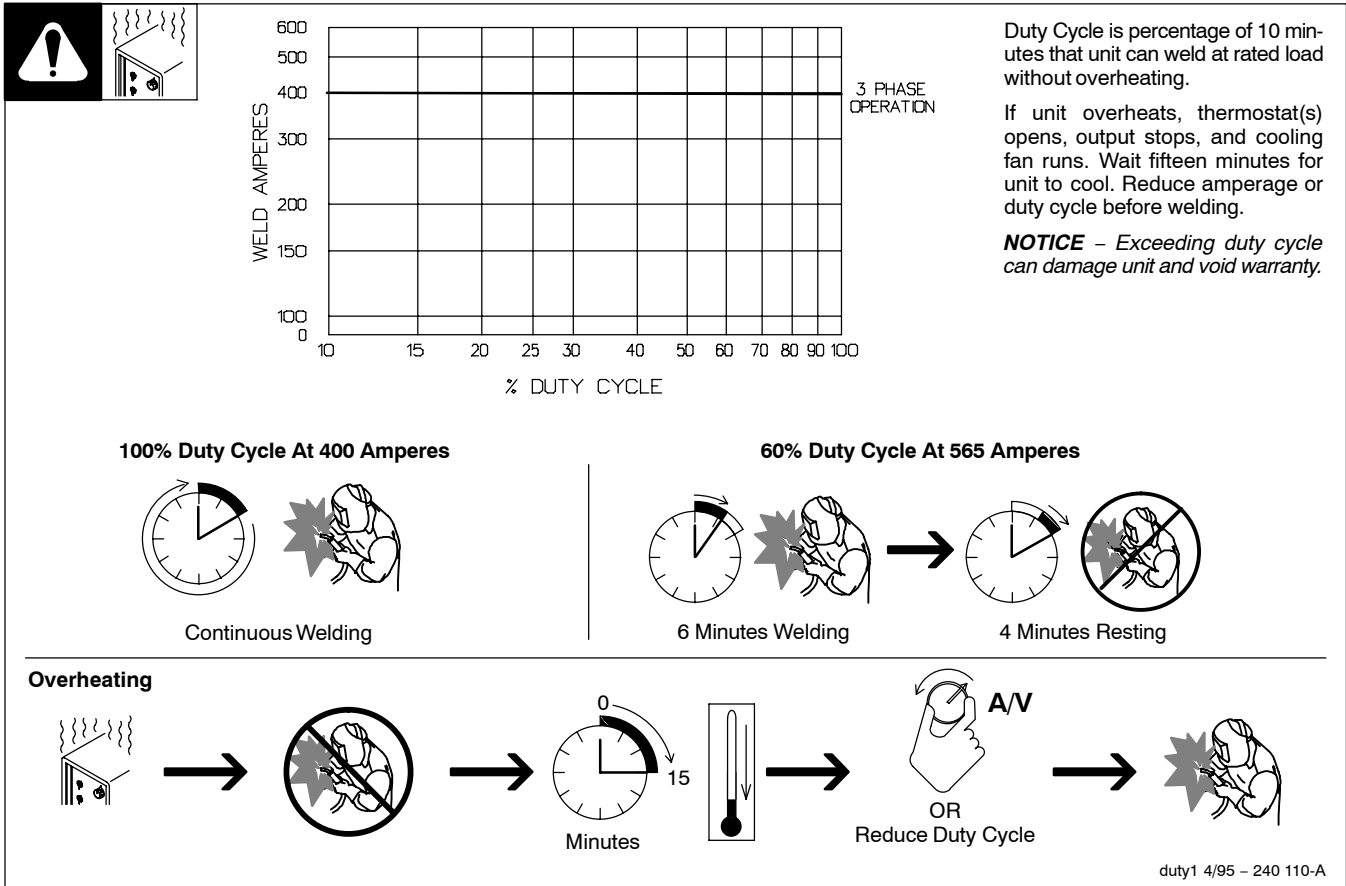 600
500
400
300
200
150
100
0
WELD AMPERES
3 PHASE
OPERATION
10 15 20 25 30 40 50 60 70 80 90 100
% DUTY CYCLE
Duty Cycle is percentage of 10 min-
utes that unit can weld at rated load
without overheating.
If unit overheats, thermostat(s)
opens, output stops, and cooling
fan runs. Wait fifteen minutes for
unit to cool. Reduce amperage or
duty cycle before welding.
NOTICE – Exceeding duty cycle
can damage unit and void warranty.
100% Duty Cycle At 400 Amperes
Continuous Welding
60% Duty Cycle At 565 Amperes
6 Minutes Welding
4 Minutes Resting
Overheating
0
15
Minutes
A/V
OR
Reduce Duty Cycle
duty1 4/95 – 240 110-A